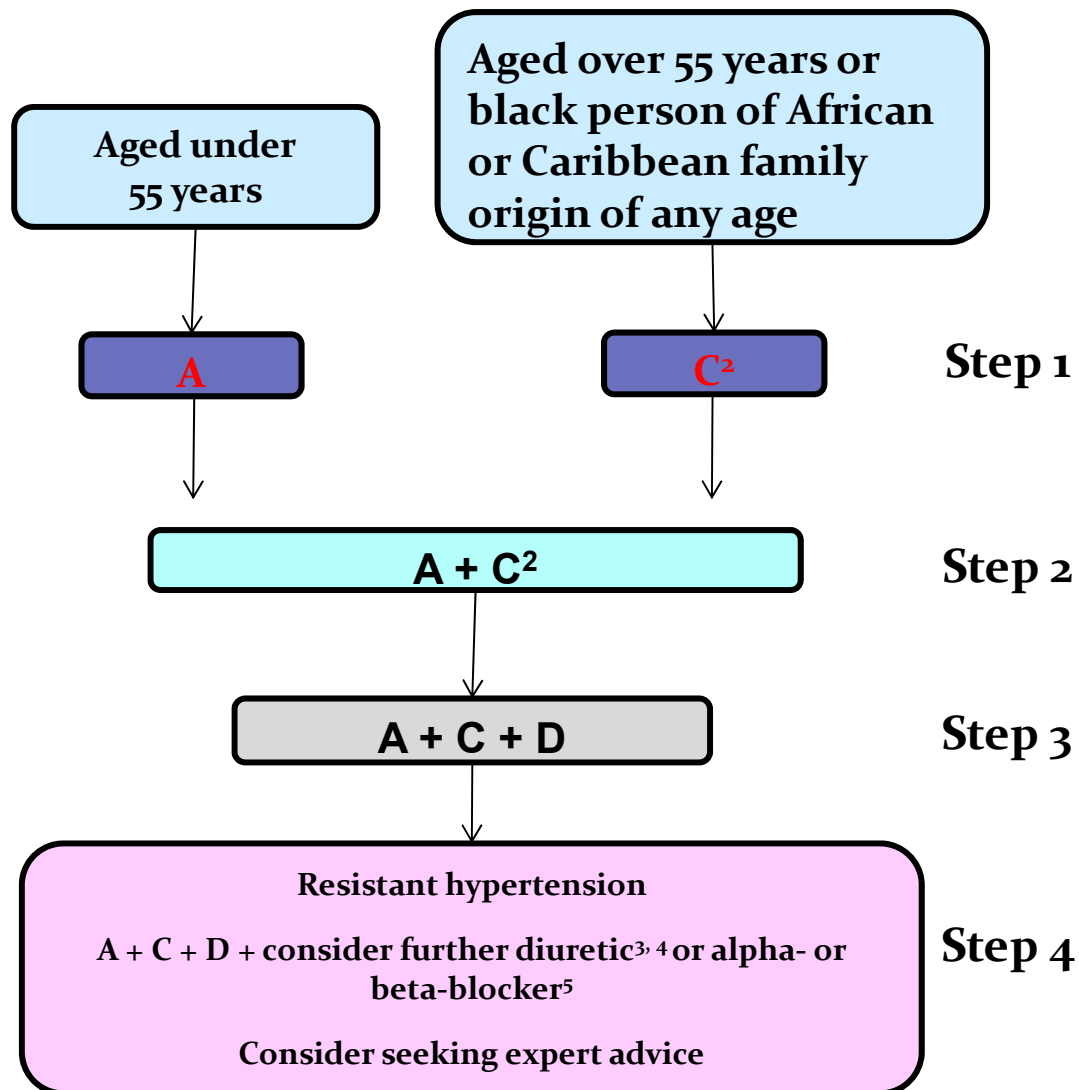 Aged under
55 years
Aged over 55 years or
black person of African
or Caribbean family
origin of any age
A
C²
Step 1
A + C²
Step 2
A + C + D
Step 3
Resistant hypertension
A + C + D + consider further diuretic³, ⁴ or alpha- or
beta-blocker⁵
Consider seeking expert advice
Step 4